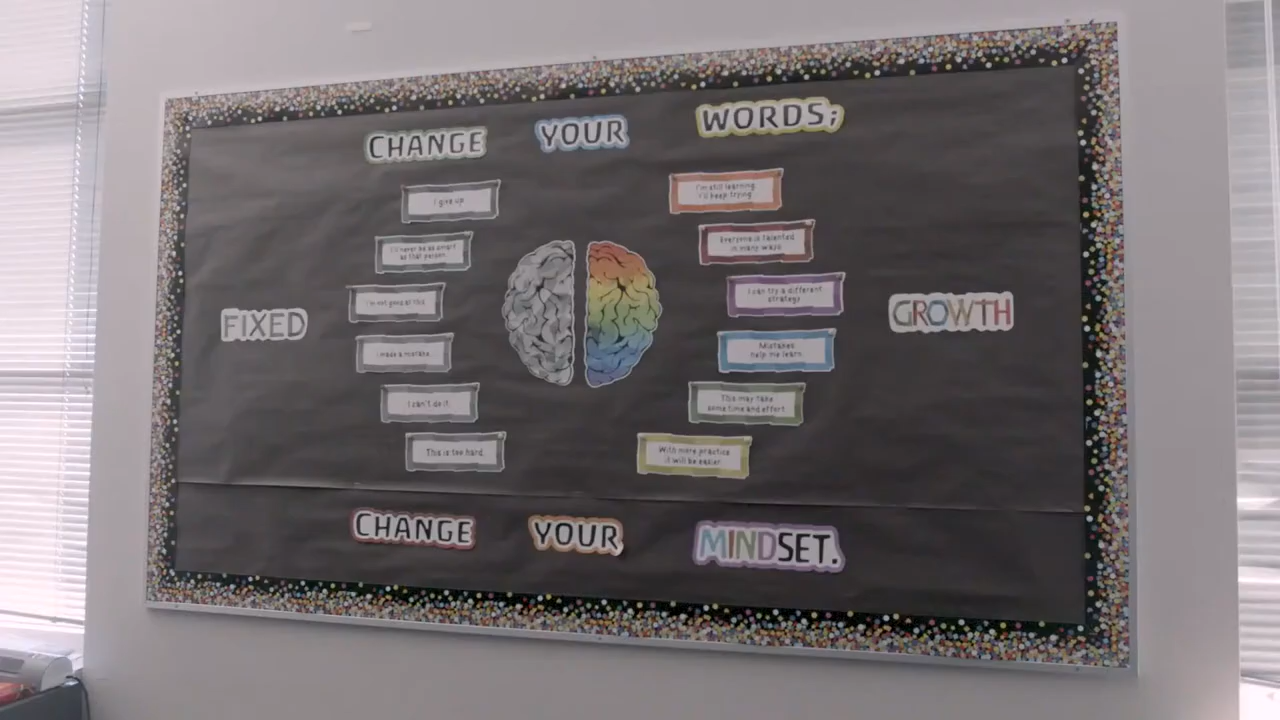 CHANGE YOUR WORDS;
I give up
I'll never be as smart
as that person.
I'm not good at this
I made a mistake
I can't do it
This is too hard
FIXED
I'm still learning.
I'll keep trying
Everyone is talented
in many ways
I can try a different
strategy
Mistakes
help me learn
This may take
some time and effort
With more practice
it will be easier
GROWTH
CHANGE YOUR MINDSET.